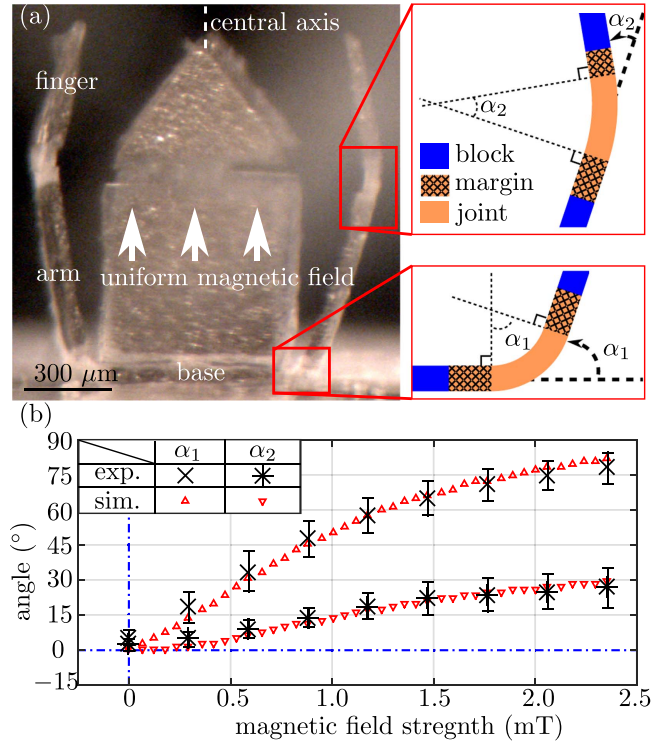 (a)
central axis
finger
arm
uniform magnetic field
300 μm
base
α₂
α₂
block
margin
joint
α₁
α₁
(b)
α₁ α₂
exp.
sim.
90
75
60
45
30
15
0
−15
angle (°)
0 0.5 1.0 1.5 2.0 2.5
magnetic field stregnth (mT)